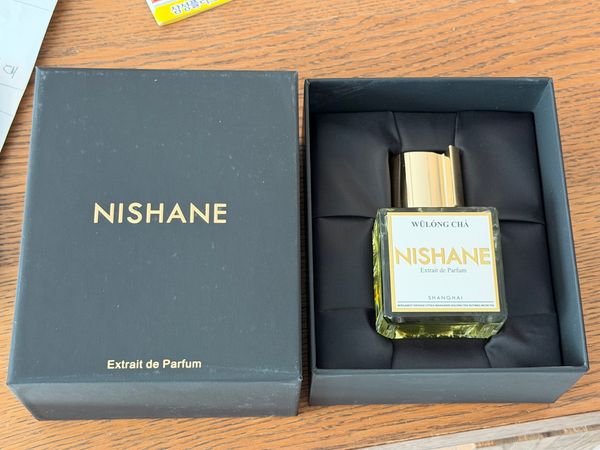 NISHANE
Extrait de Parfum
WŪLÓNG CHÁ
NISHANE
Extrait de Parfum
SHANGHAI